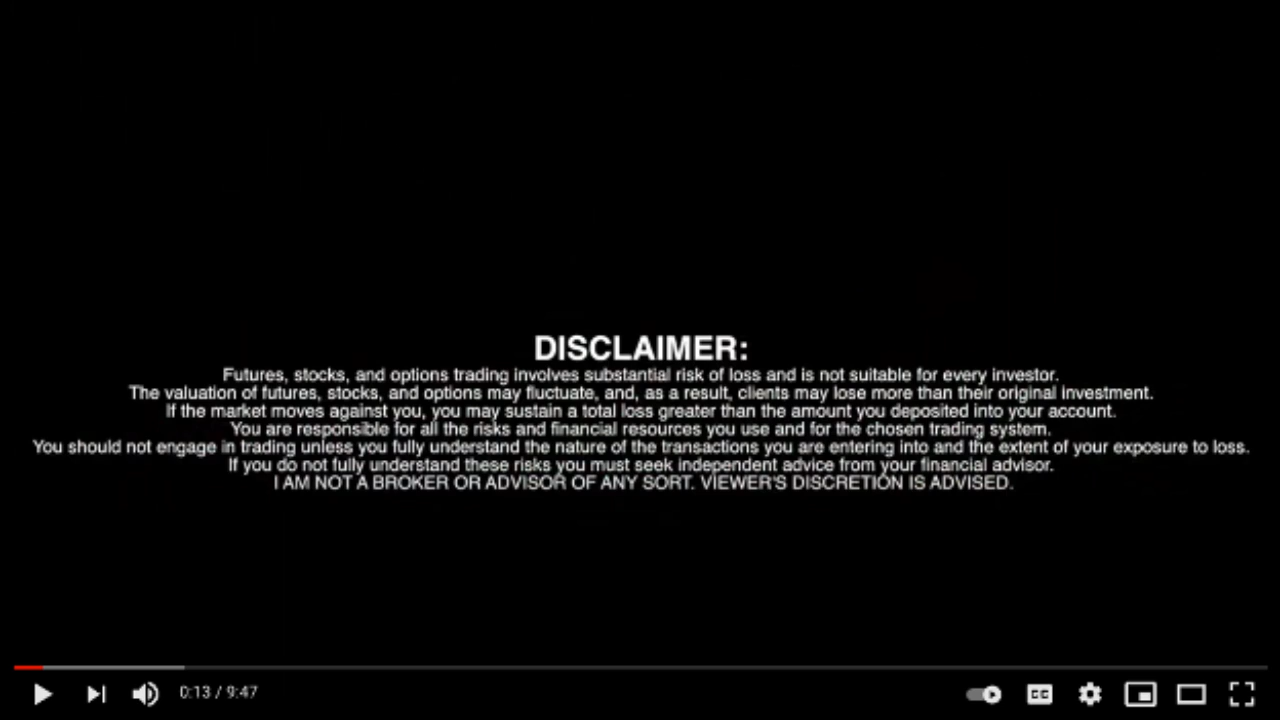 DISCLAIMER:
Futures, stocks, and options trading involves substantial risk of loss and is not suitable for every investor.
The valuation of futures, stocks, and options may fluctuate, and, as a result, clients may lose more than their original investment.
If the market moves against you, you may sustain a total loss greater than the amount you deposited into your account.
You are responsible for all the risks and financial resources you use and for the chosen trading system.
You should not engage in trading unless you fully understand the nature of the transactions you are entering into and the extent of your exposure to loss.
If you do not fully understand these risks you must seek independent advice from your financial advisor.
I AM NOT A BROKER OR ADVISOR OF ANY SORT. VIEWER'S DISCRETION IS ADVISED.
0:13 / 9:47
CC